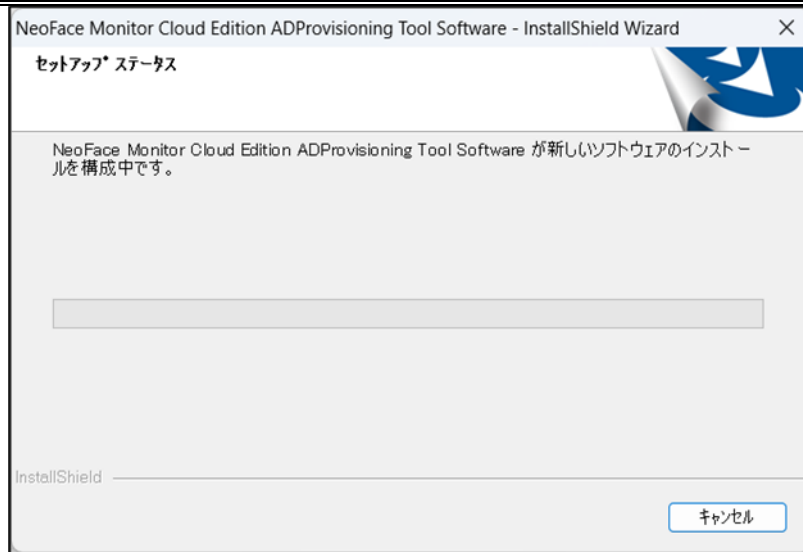 NeoFace Monitor Cloud Edition ADProvisioning Tool Software - InstallShield Wizard
セットアップ ステータス
NeoFace Monitor Cloud Edition ADProvisioning Tool Software が新しいソフトウェアのインストー
ルを構成中です。
InstallShield
キャンセル